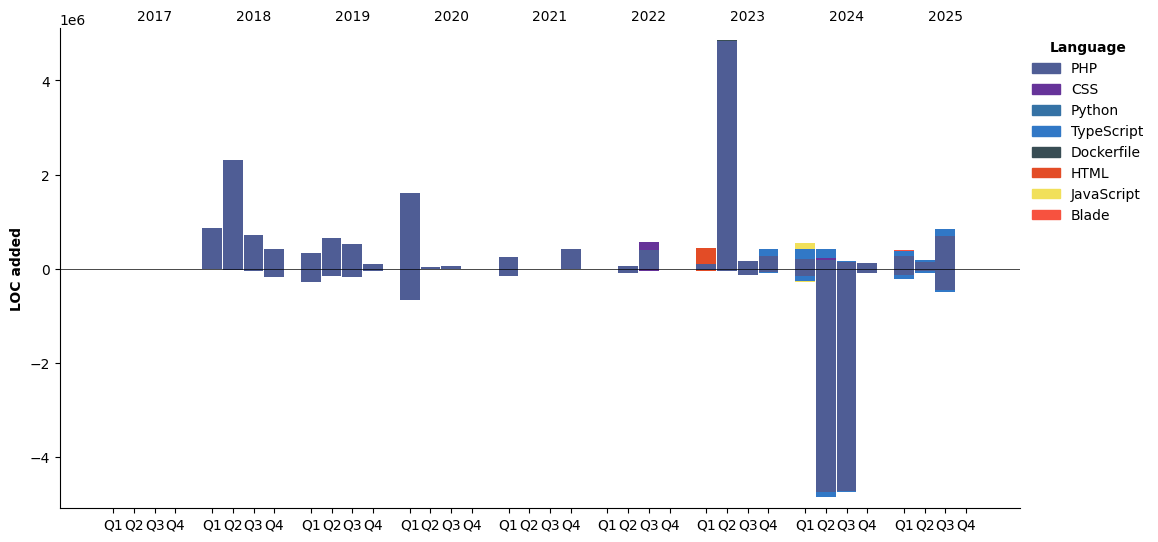 2017 2018 2019 2020 2021 2022 2023 2024 2025
1e6
LOC added
4
2
0
−2
−4
Q1 Q2 Q3 Q4 Q1 Q2 Q3 Q4 Q1 Q2 Q3 Q4 Q1 Q2 Q3 Q4 Q1 Q2 Q3 Q4 Q1 Q2 Q3 Q4 Q1 Q2 Q3 Q4 Q1 Q2 Q3 Q4 Q1 Q2 Q3 Q4
Language
PHP
CSS
Python
TypeScript
Dockerfile
HTML
JavaScript
Blade